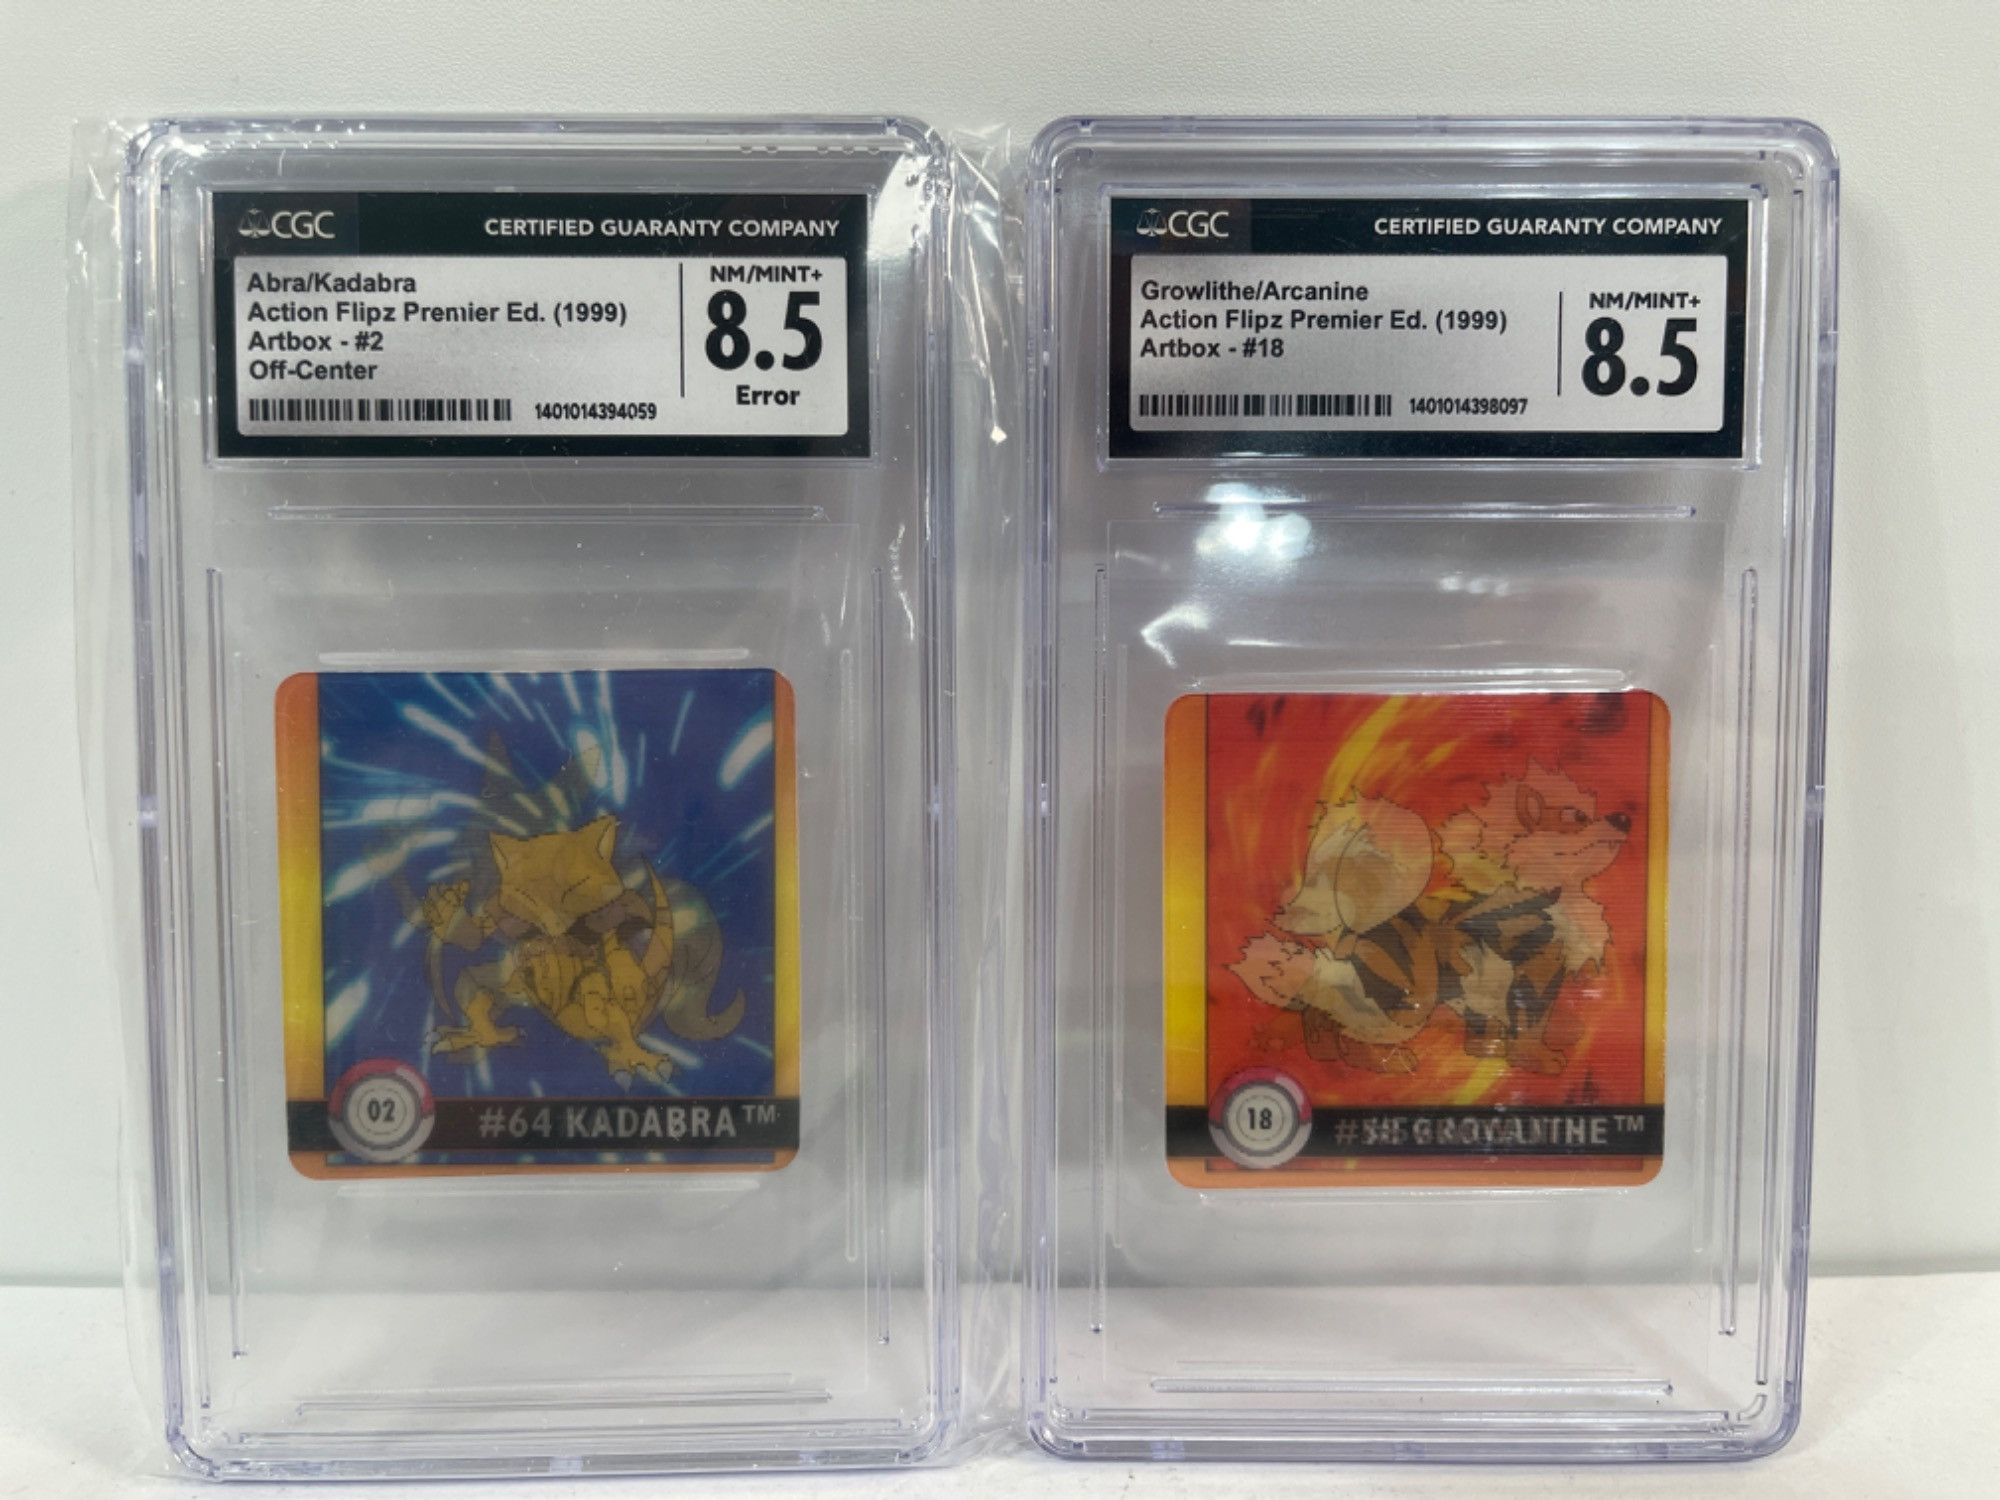 CGC CERTIFIED GUARANTY COMPANY
Abra/Kadabra
Action Flipz Premier Ed. (1999)
Artbox - #2
Off-Center
1401014394059
NM/MINT+
8.5
Error
02
#64 KADABRA™
CGC CERTIFIED GUARANTY COMPANY
Growlithe/Arcanine
Action Flipz Premier Ed. (1999)
Artbox - #18
1401014398097
NM/MINT+
8.5
18
GROWLITHE™